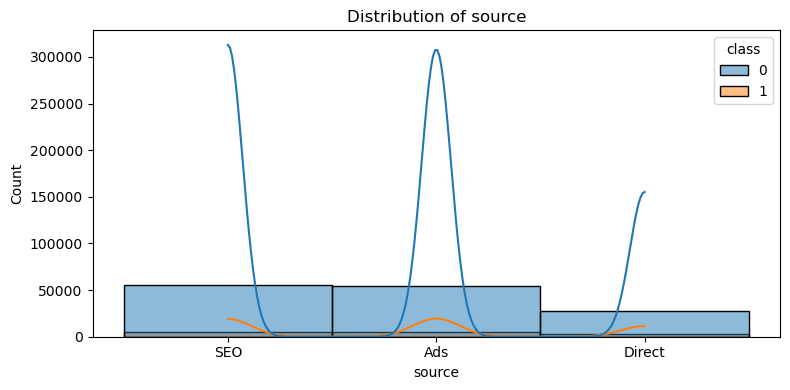 Distribution of source
class
0
1
300000
250000
200000
150000
100000
50000
0
Count
SEO
Ads
Direct
source